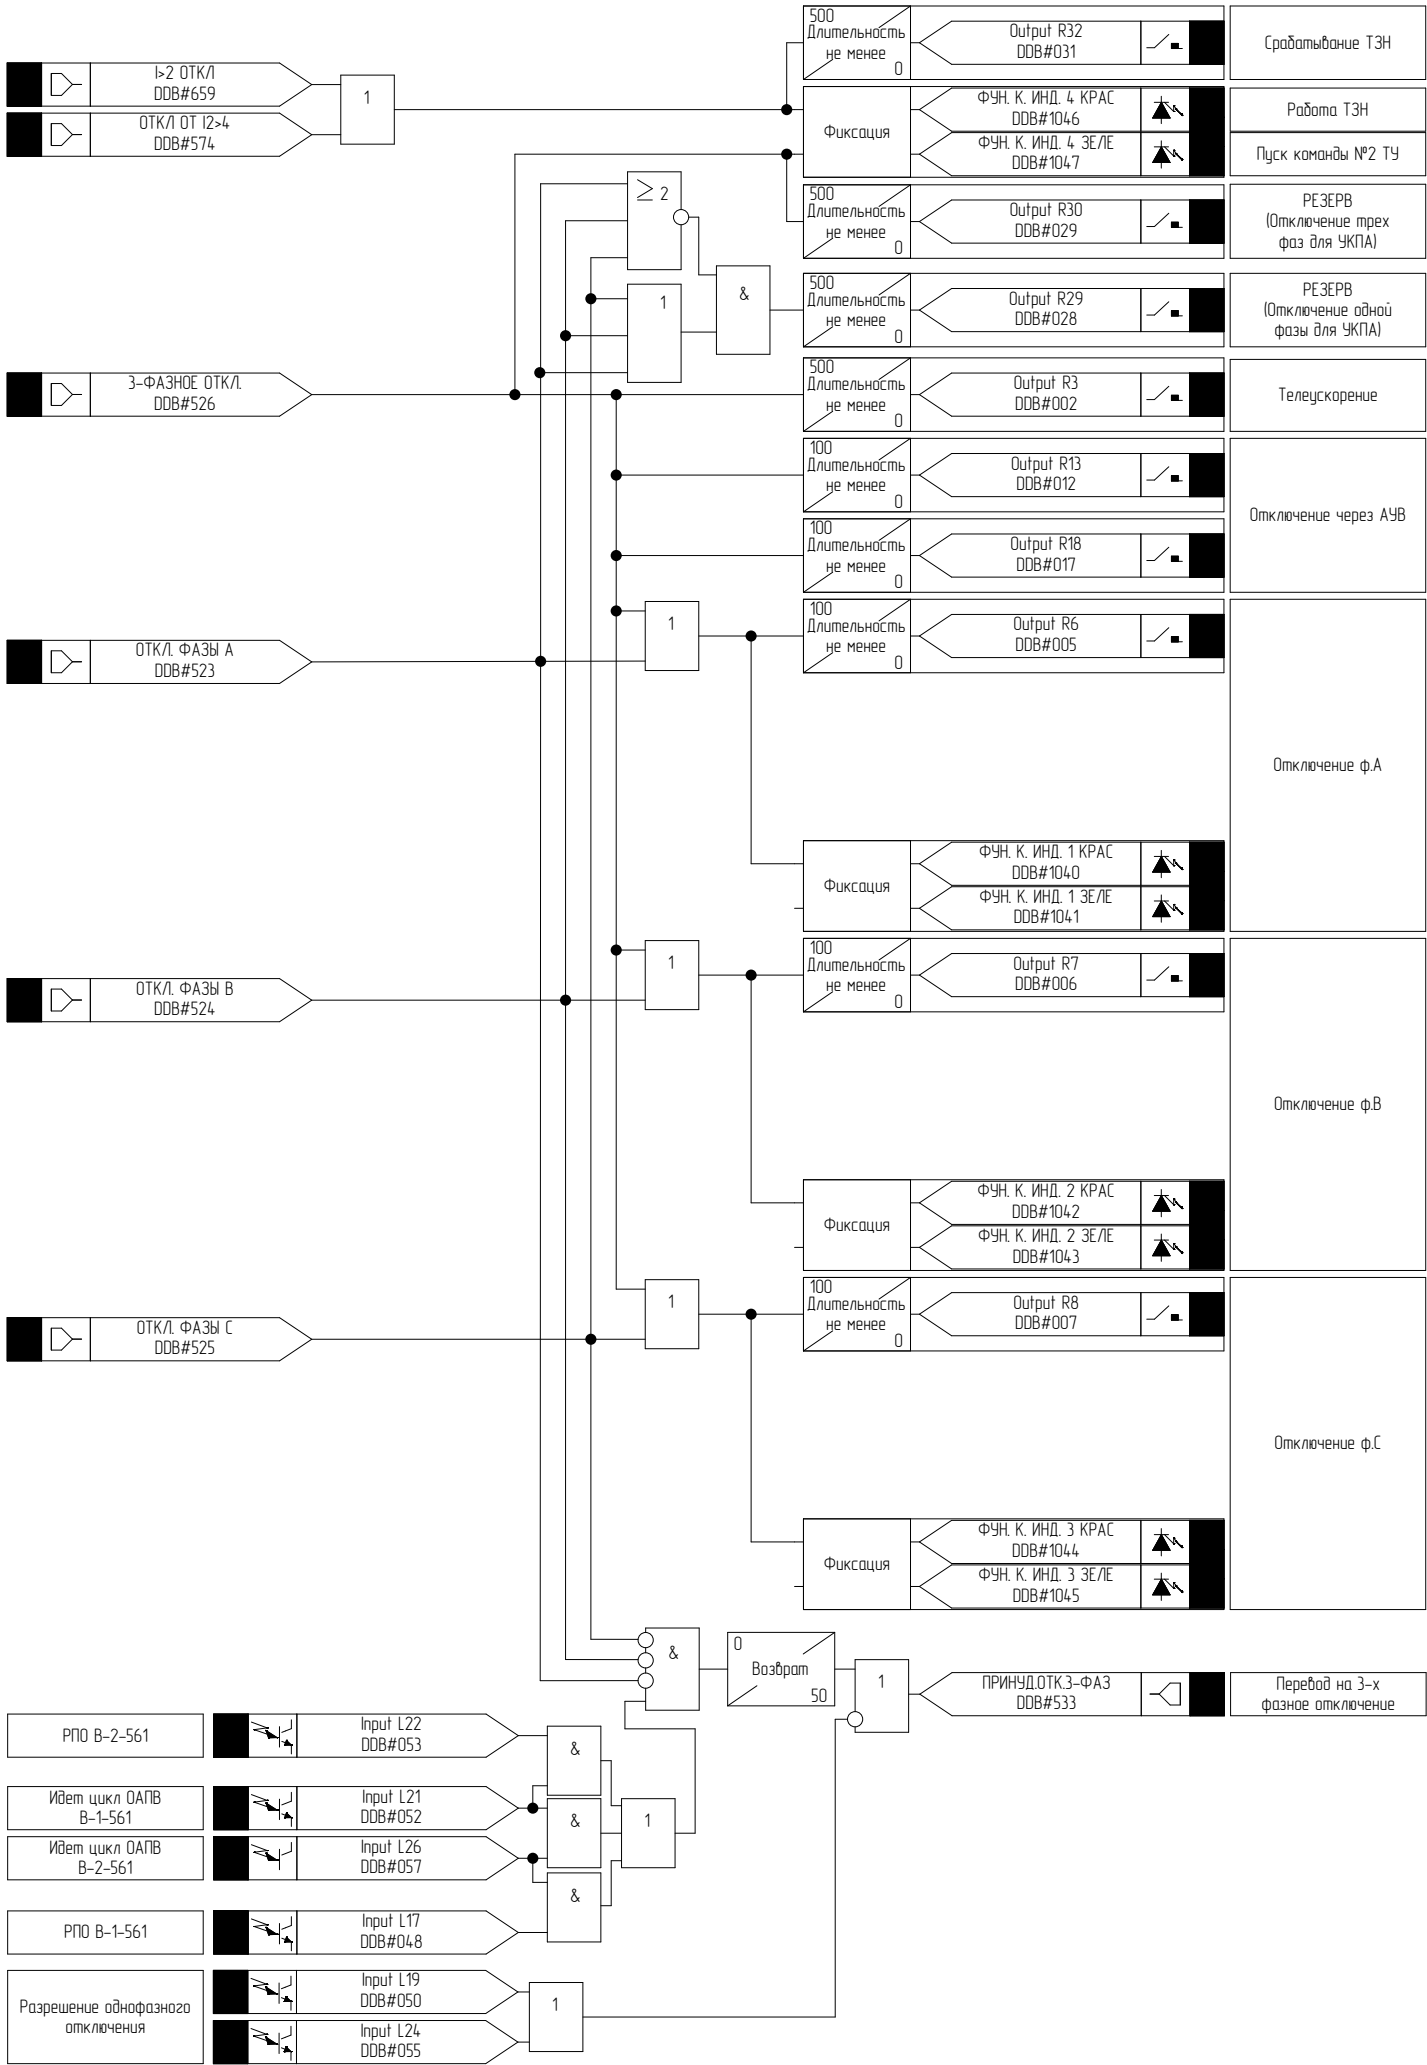 500
Длительность
не менее
0
Output R32
DDB#031
Срабатывание ТЗН
I>2 ОТКЛ
DDB#659
ОТКЛ ОТ I2>4
DDB#574
1
Фиксация
ФУН. К. ИНД. 4 КРАС
DDB#1046
Работа ТЗН
ФУН. К. ИНД. 4 ЗЕЛЕ
DDB#1047
Пуск команды №2 ТУ
≥ 2
500
Длительность
не менее
0
Output R30
DDB#029
РЕЗЕРВ
(Отключение трех
фаз для УКПА)
1
&
500
Длительность
не менее
0
Output R29
DDB#028
РЕЗЕРВ
(Отключение одной
фазы для УКПА)
3-ФАЗНОЕ ОТКЛ.
DDB#526
500
Длительность
не менее
0
Output R3
DDB#002
Телеускорение
100
Длительность
не менее
0
Output R13
DDB#012
Отключение через АУВ
100
Длительность
не менее
0
Output R18
DDB#017
ОТКЛ. ФАЗЫ А
DDB#523
1
100
Длительность
не менее
0
Output R6
DDB#005
Отключение ф.А
Фиксация
ФУН. К. ИНД. 1 КРАС
DDB#1040
ФУН. К. ИНД. 1 ЗЕЛЕ
DDB#1041
ОТКЛ. ФАЗЫ В
DDB#524
1
100
Длительность
не менее
0
Output R7
DDB#006
Отключение ф.В
Фиксация
ФУН. К. ИНД. 2 КРАС
DDB#1042
ФУН. К. ИНД. 2 ЗЕЛЕ
DDB#1043
ОТКЛ. ФАЗЫ С
DDB#525
1
100
Длительность
не менее
0
Output R8
DDB#007
Отключение ф.С
Фиксация
ФУН. К. ИНД. 3 КРАС
DDB#1044
ФУН. К. ИНД. 3 ЗЕЛЕ
DDB#1045
&
0
Возврат
50
1
ПРИНУД.ОТК.3-ФАЗ
DDB#533
Перевод на 3-х
фазное отключение
РПО В-2-561
Input L22
DDB#053
&
Идет цикл ОАПВ
В-1-561
Input L21
DDB#052
&
1
Идет цикл ОАПВ
В-2-561
Input L26
DDB#057
&
РПО В-1-561
Input L17
DDB#048
Разрешение однофазного
отключения
Input L19
DDB#050
1
Input L24
DDB#055